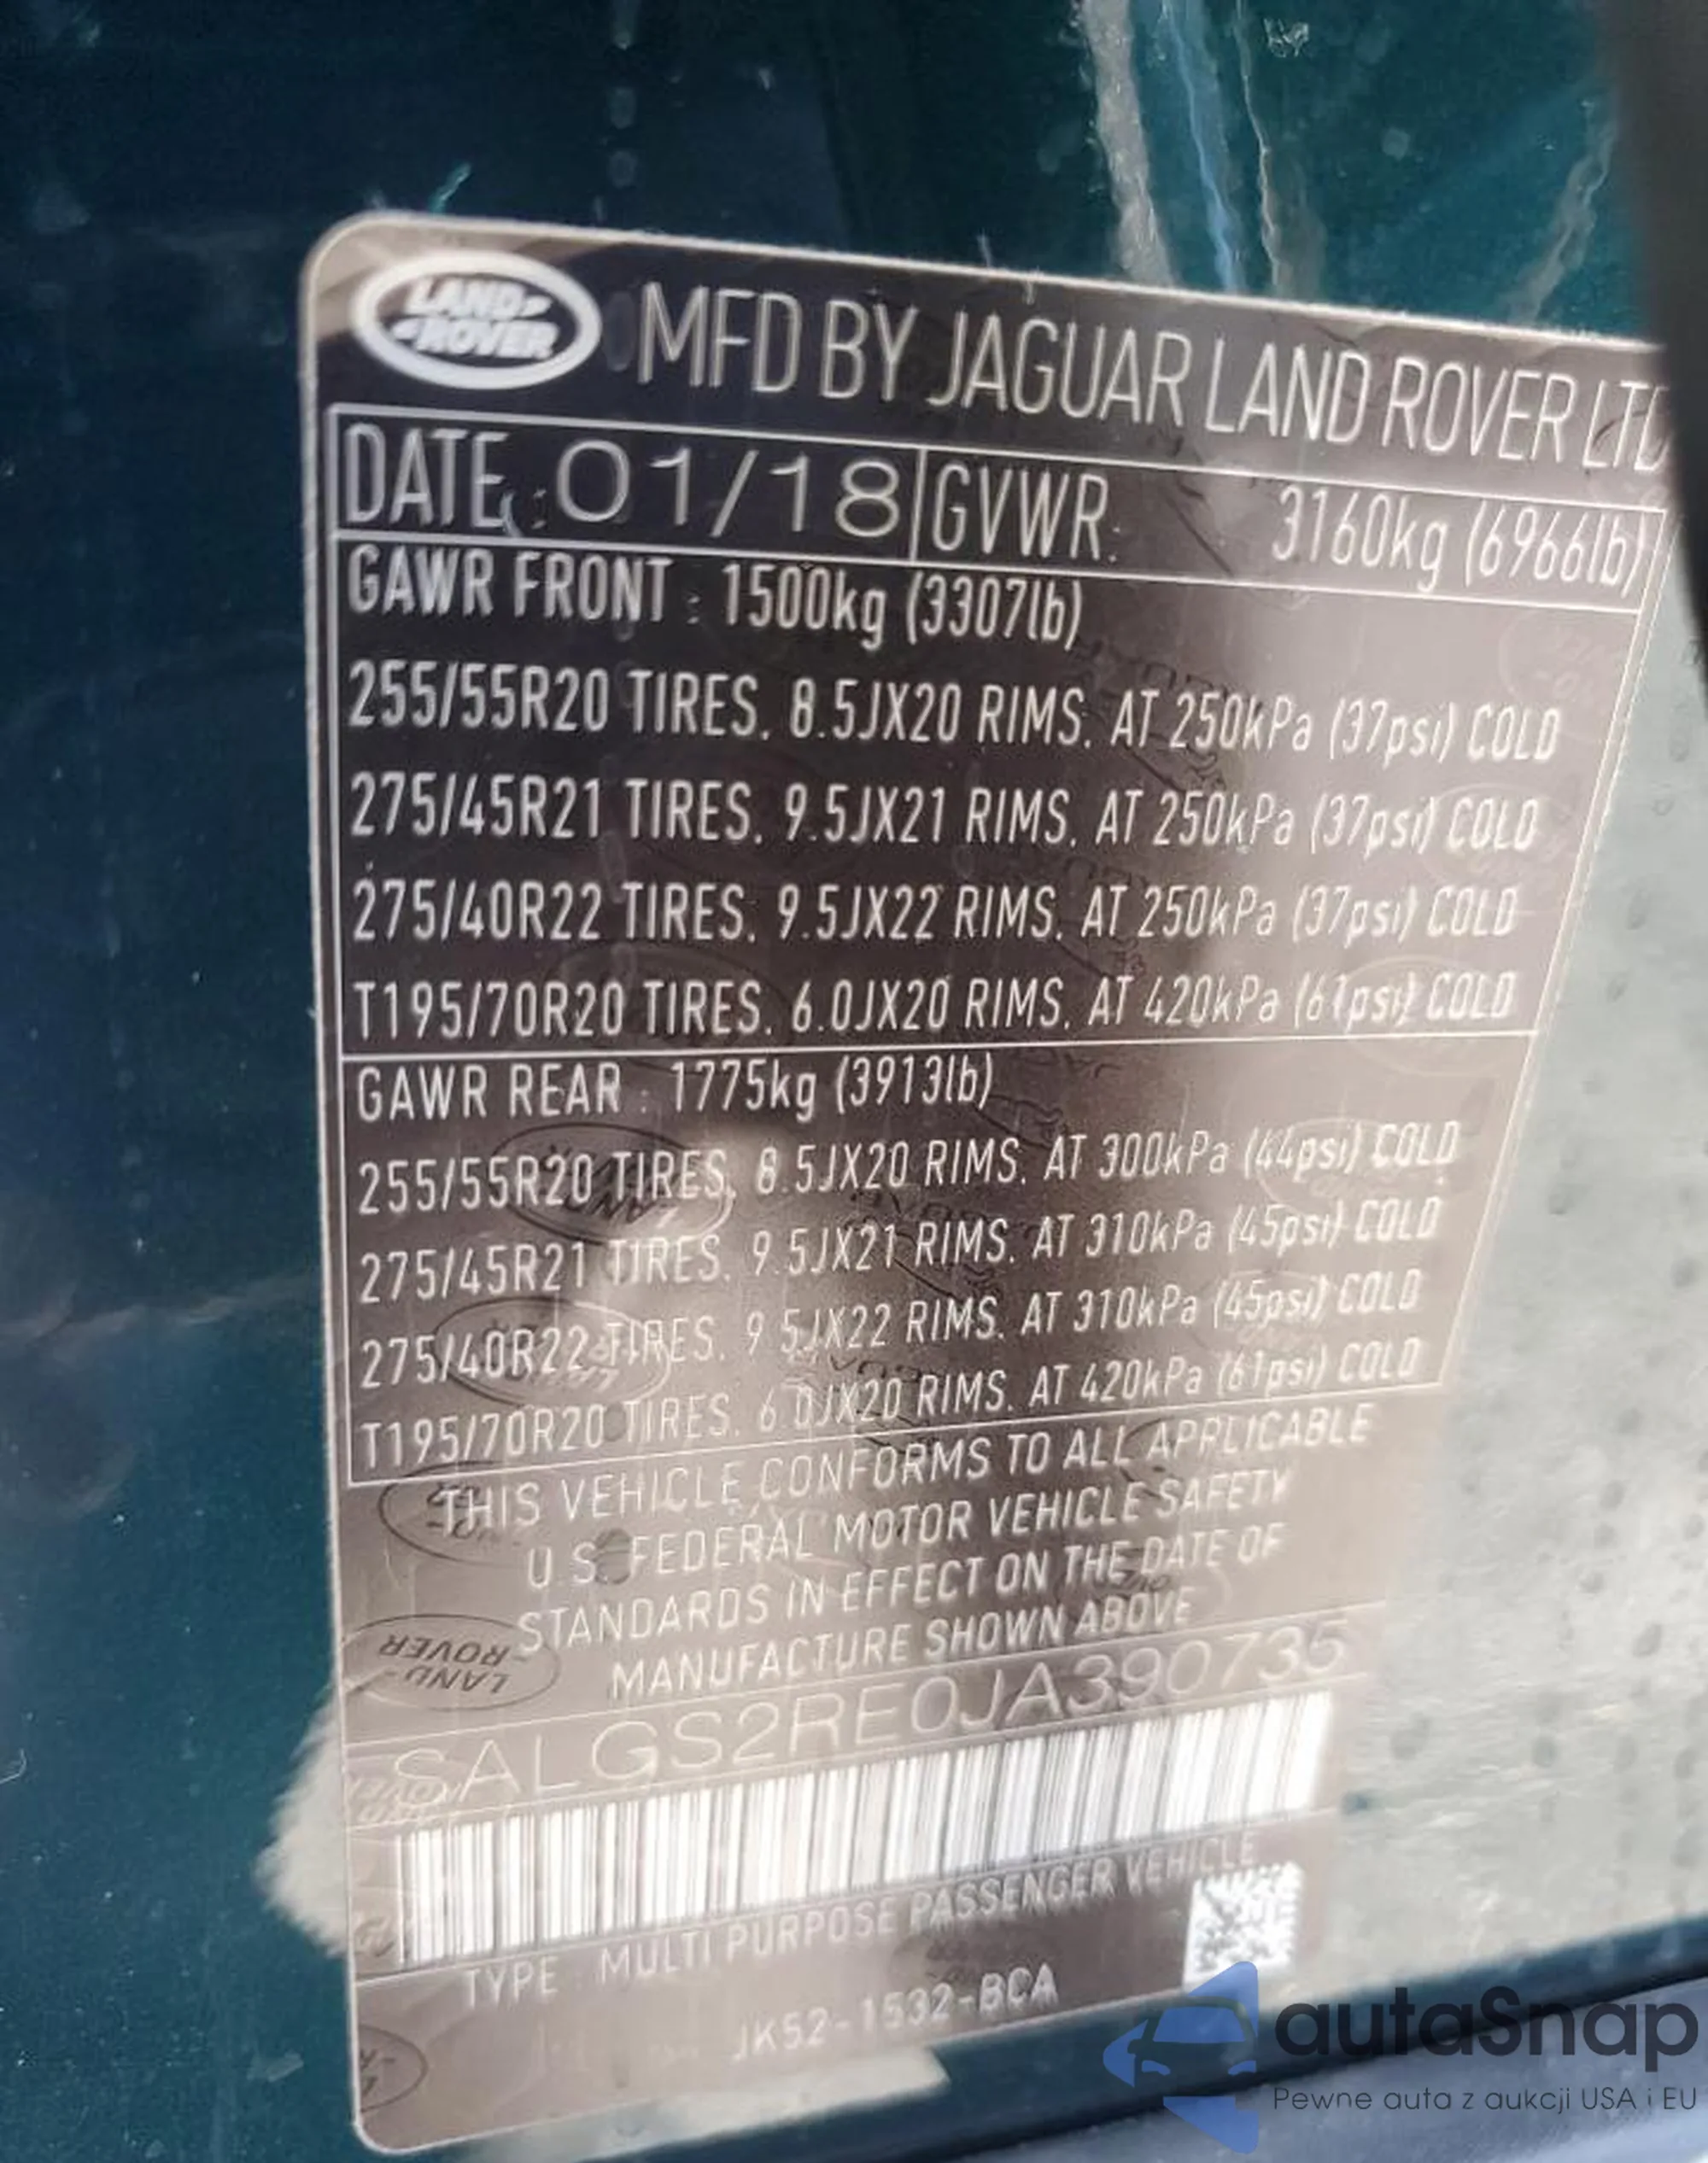 LAND ROVER MFD BY JAGUAR LAND ROVER LTD
DATE : 01/18 GVWR: 3160kg (6966lb)
GAWR FRONT : 1500kg (3307lb)
255/55R20 TIRES, 8.5JX20 RIMS, AT 250kPa (37psi) COLD
275/45R21 TIRES, 9.5JX21 RIMS, AT 250kPa (37psi) COLD
275/40R22 TIRES, 9.5JX22 RIMS, AT 250kPa (37psi) COLD
T195/70R20 TIRES, 6.0JX20 RIMS, AT 420kPa (61psi) COLD
GAWR REAR : 1775kg (3913lb)
255/55R20 TIRES, 8.5JX20 RIMS, AT 300kPa (44psi) COLD
275/45R21 TIRES, 9.5JX21 RIMS, AT 310kPa (45psi) COLD
275/40R22 TIRES, 9.5JX22 RIMS, AT 310kPa (45psi) COLD
T195/70R20 TIRES, 6.0JX20 RIMS, AT 420kPa (61psi) COLD
THIS VEHICLE CONFORMS TO ALL APPLICABLE
U.S. FEDERAL MOTOR VEHICLE SAFETY
STANDARDS IN EFFECT ON THE DATE OF
MANUFACTURE SHOWN ABOVE
LAND ROVER
SALGS2RE0JA390735
TYPE : MULTI PURPOSE PASSENGER VEHICLE
JK52-1532-BCA
autaSnap
Pewne auta z aukcji USA i EU